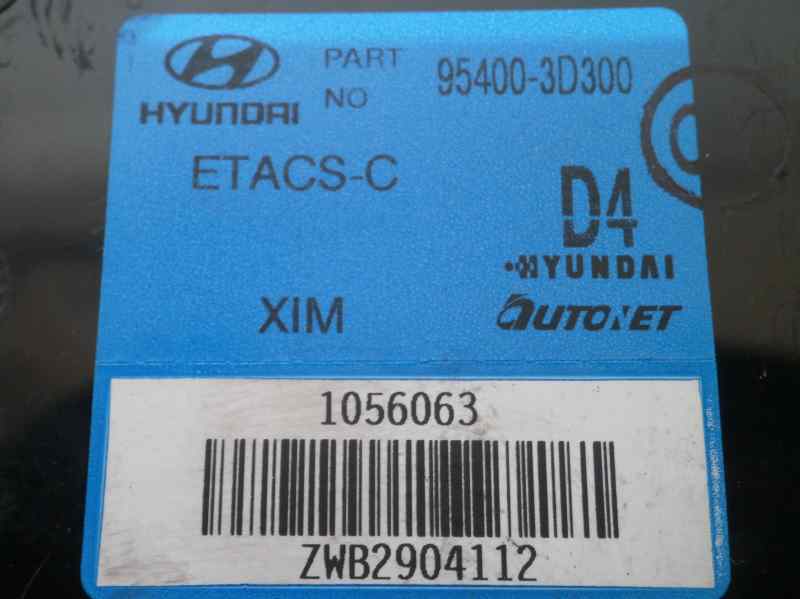 HYUNDAI
PART NO
95400-3D300
ETACS-C
D4
HYUNDAI
XIM
AUTONET
1056063
ZWB2904112